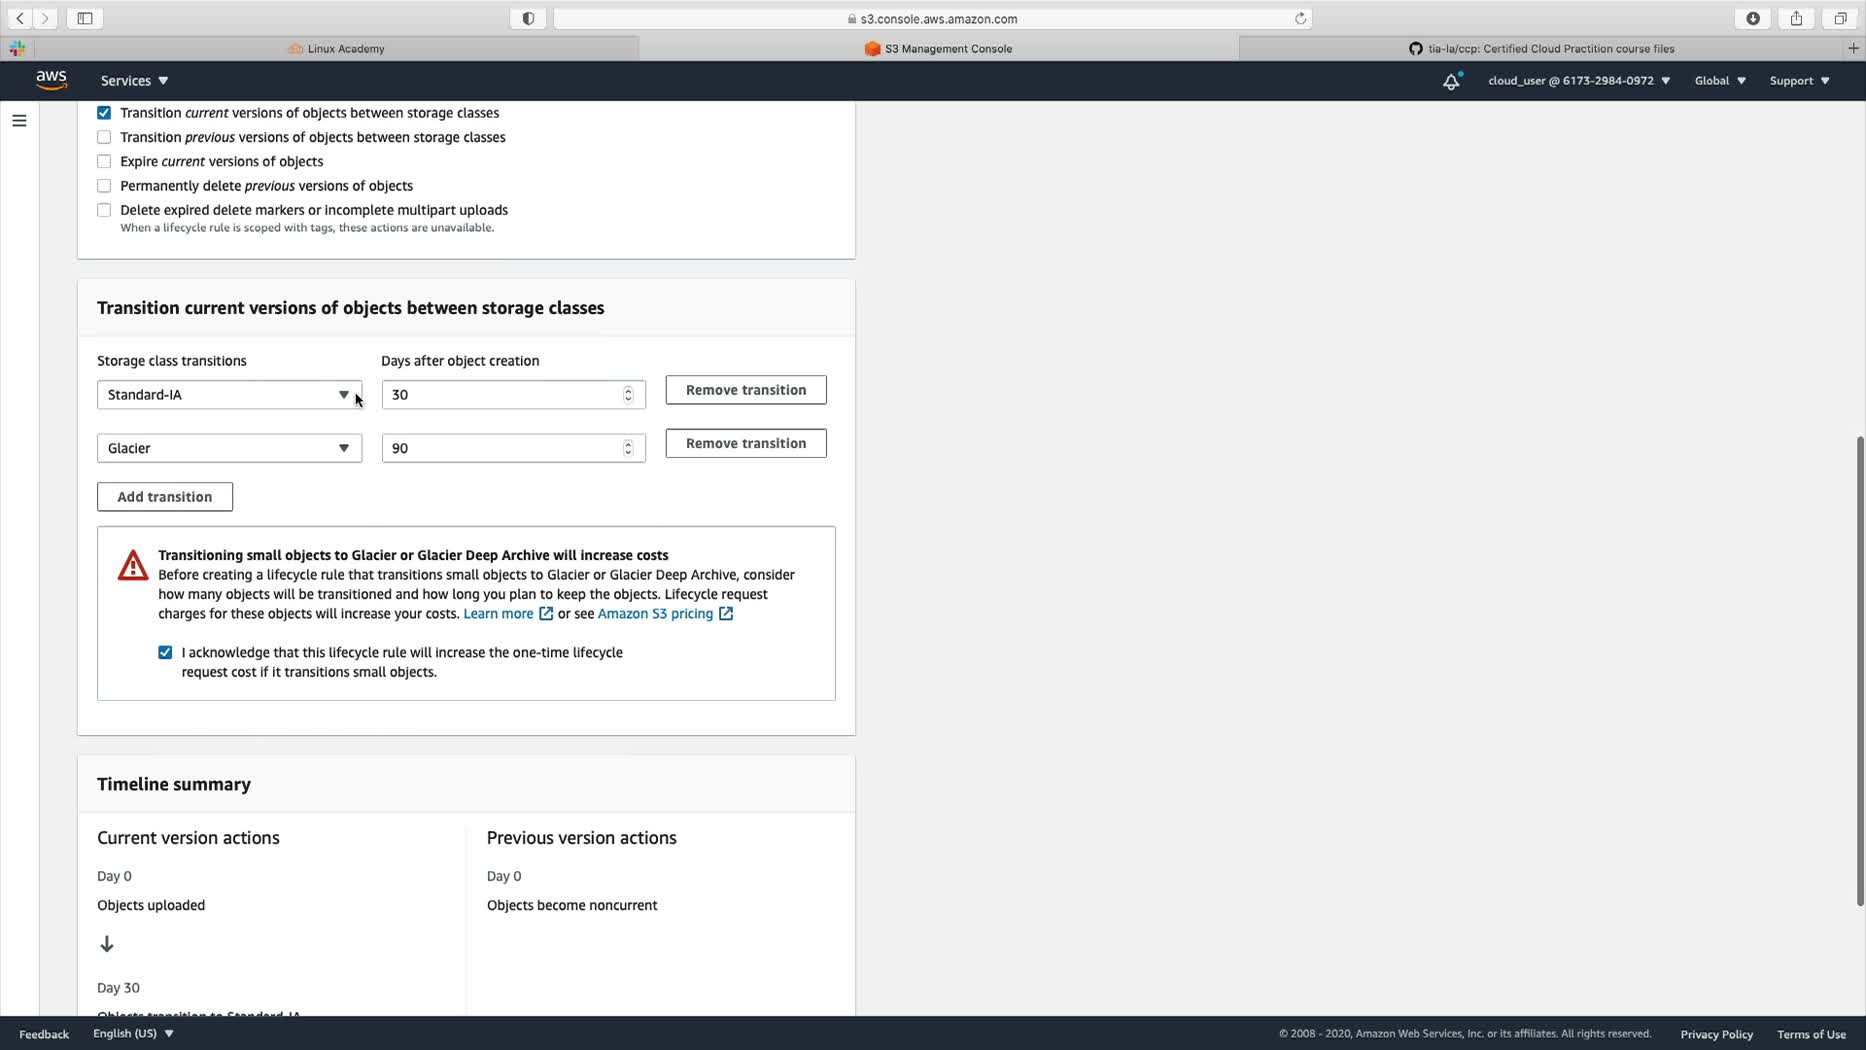 s3.console.aws.amazon.com
Linux Academy
S3 Management Console
tia-la/ccp: Certified Cloud Practition course files
aws
Services
cloud_user @ 6173-2984-0972
Global
Support
Transition current versions of objects between storage classes
Transition previous versions of objects between storage classes
Expire current versions of objects
Permanently delete previous versions of objects
Delete expired delete markers or incomplete multipart uploads
When a lifecycle rule is scoped with tags, these actions are unavailable.
Transition current versions of objects between storage classes
Storage class transitions
Days after object creation
Standard-IA
30
Remove transition
Glacier
90
Remove transition
Add transition
Transitioning small objects to Glacier or Glacier Deep Archive will increase costs
Before creating a lifecycle rule that transitions small objects to Glacier or Glacier Deep Archive, consider
how many objects will be transitioned and how long you plan to keep the objects. Lifecycle request
charges for these objects will increase your costs. Learn more or see Amazon S3 pricing
I acknowledge that this lifecycle rule will increase the one-time lifecycle
request cost if it transitions small objects.
Timeline summary
Current version actions
Previous version actions
Day 0
Day 0
Objects uploaded
Objects become noncurrent
Day 30
Objects transition to Standard-IA
Feedback
English (US)
© 2008 - 2020, Amazon Web Services, Inc. or its affiliates. All rights reserved.
Privacy Policy
Terms of Use